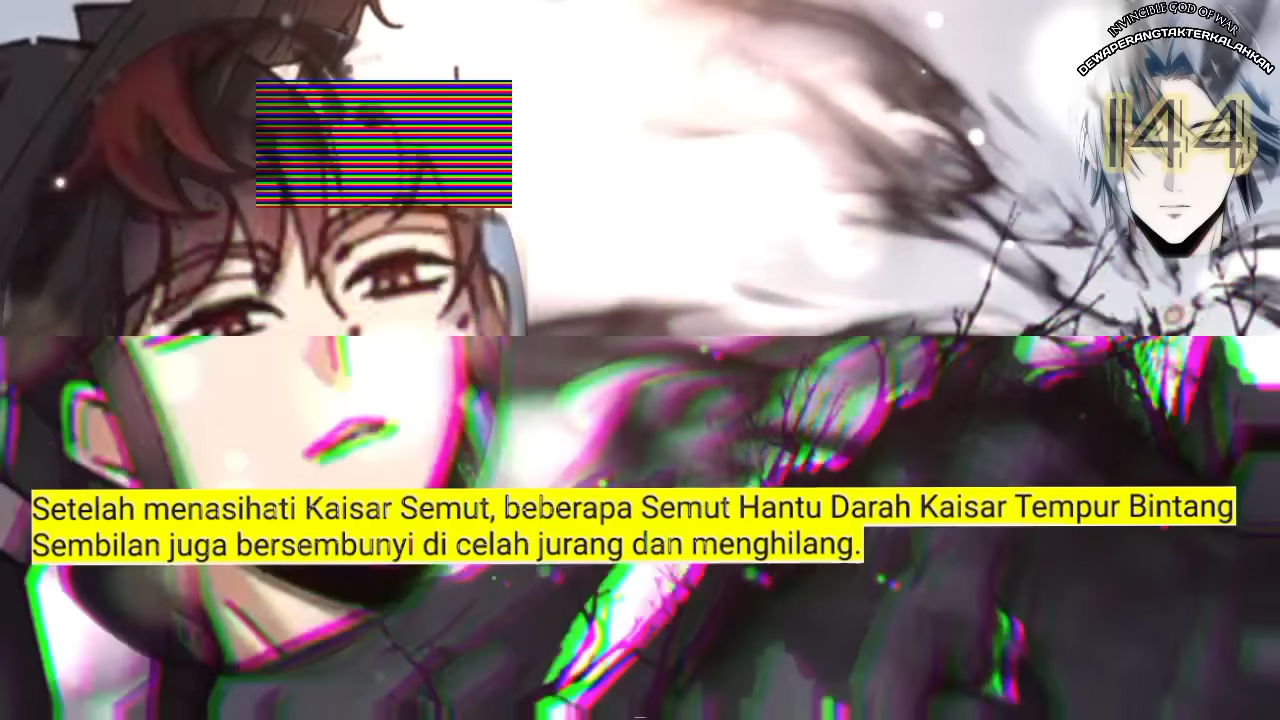 INVINCIBLE GOD OF WAR
DEWAPERANGTAKTERKALAHKAN
144
Setelah menasihati Kaisar Semut, beberapa Semut Hantu Darah Kaisar Tempur Bintang
Sembilan juga bersembunyi di celah jurang dan menghilang.